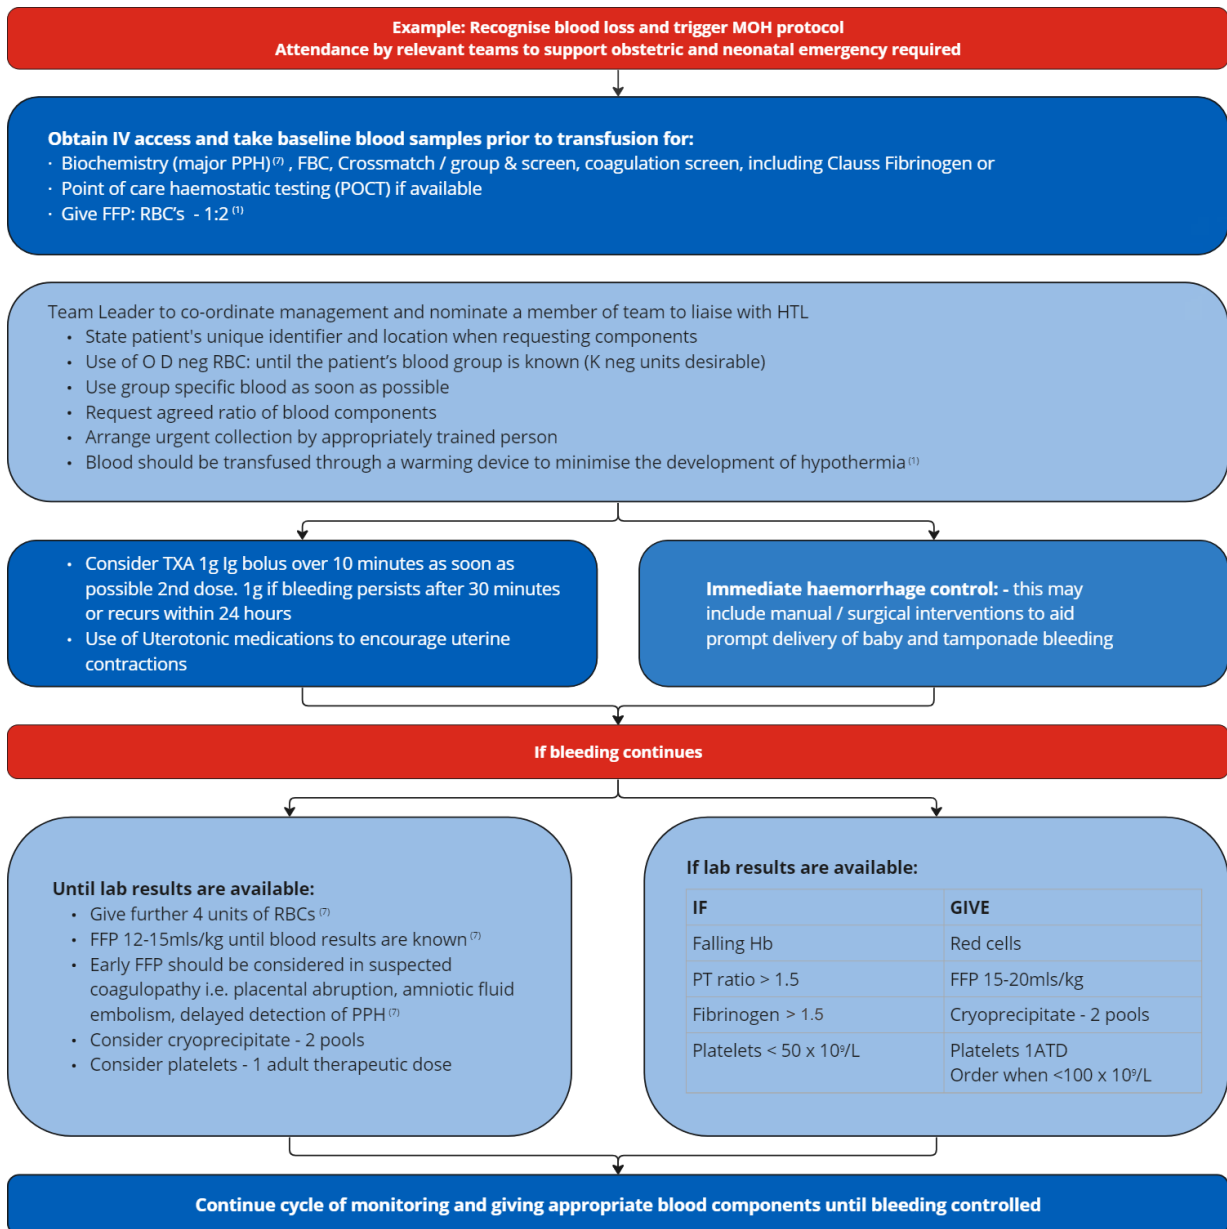 Example: Recognise blood loss and trigger MOH protocol
Attendance by relevant teams to support obstetric and neonatal emergency required
Obtain IV access and take baseline blood samples prior to transfusion for:
· Biochemistry (major PPH)⁽⁷⁾ , FBC, Crossmatch / group & screen, coagulation screen, including Clauss Fibrinogen or
· Point of care haemostatic testing (POCT) if available
· Give FFP: RBC’s - 1:2⁽¹⁾
Team Leader to co-ordinate management and nominate a member of team to liaise with HTL
• State patient's unique identifier and location when requesting components
• Use of O D neg RBC: until the patient’s blood group is known (K neg units desirable)
• Use group specific blood as soon as possible
• Request agreed ratio of blood components
• Arrange urgent collection by appropriately trained person
• Blood should be transfused through a warming device to minimise the development of hypothermia⁽¹⁾
• Consider TXA 1g Ig bolus over 10 minutes as soon as
possible 2nd dose. 1g if bleeding persists after 30 minutes
or recurs within 24 hours
• Use of Uterotonic medications to encourage uterine
contractions
Immediate haemorrhage control: - this may
include manual / surgical interventions to aid
prompt delivery of baby and tamponade bleeding
If bleeding continues
Until lab results are available:
• Give further 4 units of RBCs⁽⁷⁾
• FFP 12-15mls/kg until blood results are known⁽⁷⁾
• Early FFP should be considered in suspected
coagulopathy i.e. placental abruption, amniotic fluid
embolism, delayed detection of PPH⁽⁷⁾
• Consider cryoprecipitate - 2 pools
• Consider platelets - 1 adult therapeutic dose
If lab results are available:
IF GIVE
Falling Hb Red cells
PT ratio > 1.5 FFP 15-20mls/kg
Fibrinogen > 1.5 Cryoprecipitate - 2 pools
Platelets < 50 x 10⁹/L Platelets 1ATD
Order when <100 x 10⁹/L
Continue cycle of monitoring and giving appropriate blood components until bleeding controlled